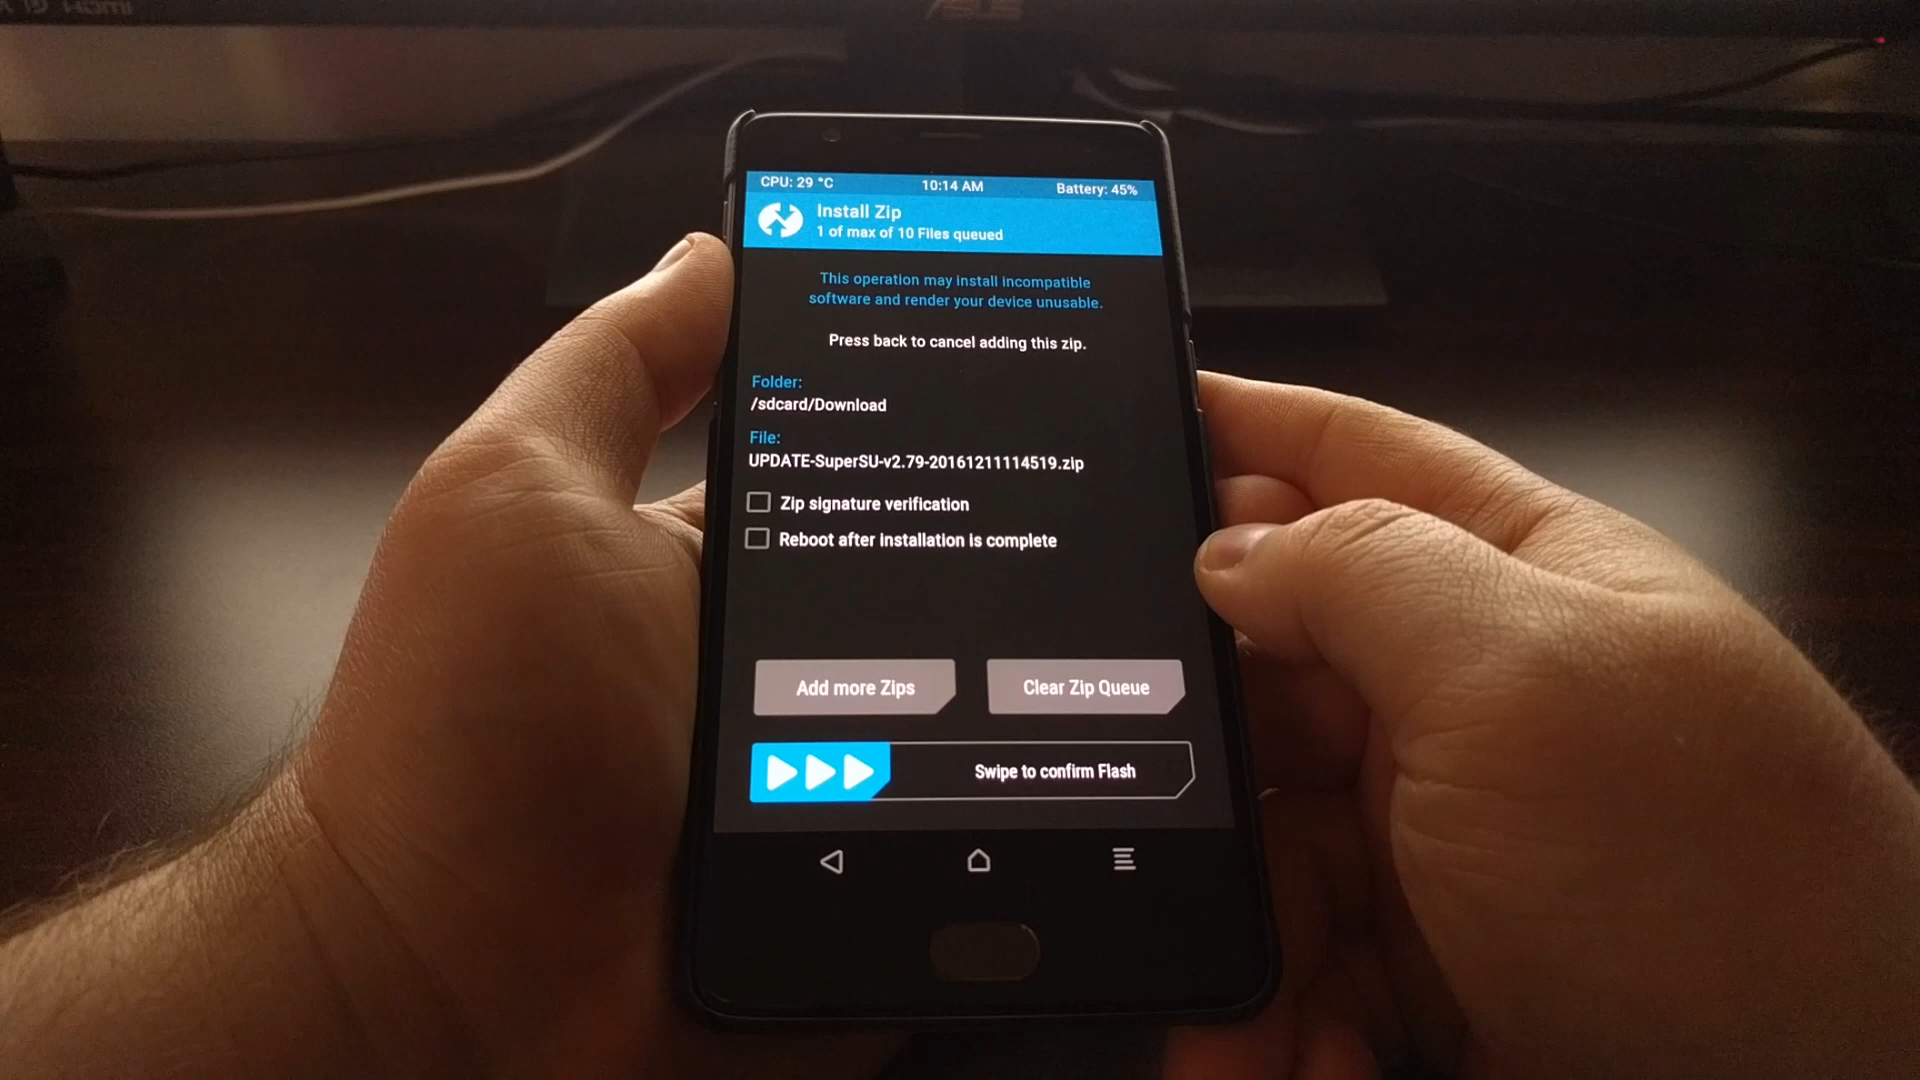 HDMI
ASUS
CPU: 29 °C 10:14 AM Battery: 45%
Install Zip
1 of max of 10 Files queued
This operation may install incompatible
software and render your device unusable.
Press back to cancel adding this zip.
Folder:
/sdcard/Download
File:
UPDATE-SuperSU-v2.79-20161211114519.zip
Zip signature verification
Reboot after installation is complete
Add more Zips Clear Zip Queue
Swipe to confirm Flash